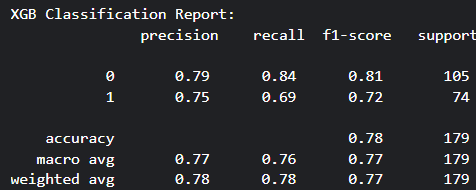 XGB Classification Report:
precision recall f1-score support
0 0.79 0.84 0.81 105
1 0.75 0.69 0.72 74
accuracy 0.78 179
macro avg 0.77 0.76 0.77 179
weighted avg 0.78 0.78 0.77 179